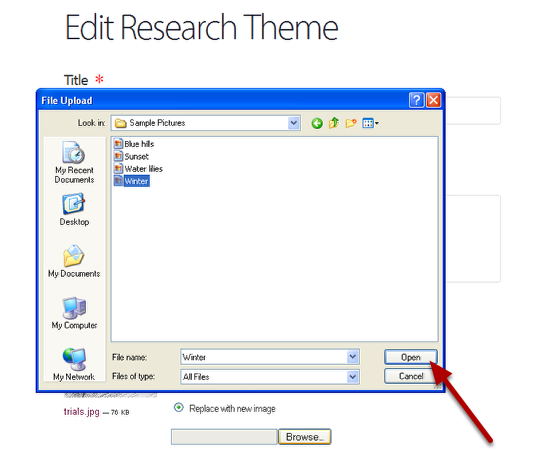 Edit Research Theme
Title *
File Upload
Look in:
Sample Pictures
My Recent
Documents
Desktop
My Documents
My Computer
My Network
Blue hills
Sunset
Water lilies
Winter
File name:
Winter
Open
Files of type:
All Files
Cancel
trials.jpg — 76 KB
Replace with new image
Browse...